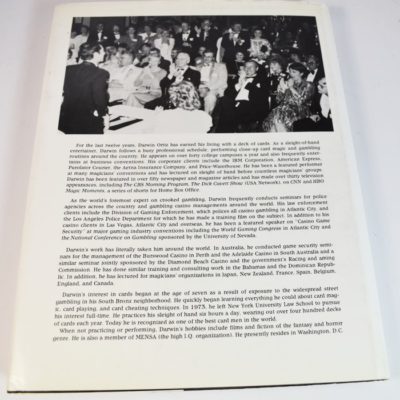 For the last twelve years, Darwin Ortiz has earned his living with a deck of cards. As a sleight-of-hand
entertainer, Darwin follows a busy professional schedule, performing close-up card magic and gambling
routines around the country. He appears on over forty college campuses a year and also frequently enter-
tains at business conventions. His corporate clients include the IBM Corporation, American Express,
Panelaire Courier, the Aetna Insurance Company, and Price-Waterhouse. He has been a featured performer
at many magicians' conventions and has lectured on sleight of hand before countless magicians' groups.
Darwin has been featured in over fifty newspaper and magazine articles and has made over thirty television
appearances, including The CBS Morning Program, The Dick Cavett Show (USA Network), on CNN and HBO
Magic Moments, a series of shorts for Home Box Office.
As the world's foremost expert on crooked gambling, Darwin frequently conducts seminars for police
agencies across the country and gambling casino managements around the world. His law enforcement
clients include the Division of Gaming Enforcement, which polices all casino gambling in Atlantic City, and
the Los Angeles Police Department for which he has made a training film on the subject. In addition to his
casino clients in Las Vegas, Atlantic City and overseas, he has been a featured speaker on "Casino Game
Security" at major gaming industry conventions including the World Gaming Congress in Atlantic City and
the National Conference on Gambling sponsored by the University of Nevada.
Darwin's work has literally taken him around the world. In Australia, he conducted game security semi-
nars for the management of the Burswood Casino in Perth and the Adelaide Casino in South Australia and a
similar seminar jointly sponsored by the Diamond Beach Casino and the government's Racing and aming
Commission. He has done similar training and consulting work in the Bahamas and the Dominican Repub-
lic. In addition, he has lectured for magicians' organizations in Japan, New Zealand, France, Spain, Belgium,
England, and Canada.
Darwin's interest in cards began at the age of seven as a result of exposure to the widespread street
gambling in his South Bronx neighborhood. He quickly began learning everything he could about card mag-
ic, card playing, and card cheating techniques. In 1973, he left New York University Law School to pursue
his interest full-time. He practices his sleight of hand six hours a day, wearing out over four hundred decks
of cards each year. Today he is recognized as one of the best card men in the world.
When not practicing or performing, Darwin's hobbies include films and fiction of the fantasy and horror
genre. He is also a member of MENSA (the high I.Q. organization). He presently resides in Washington, D.C.